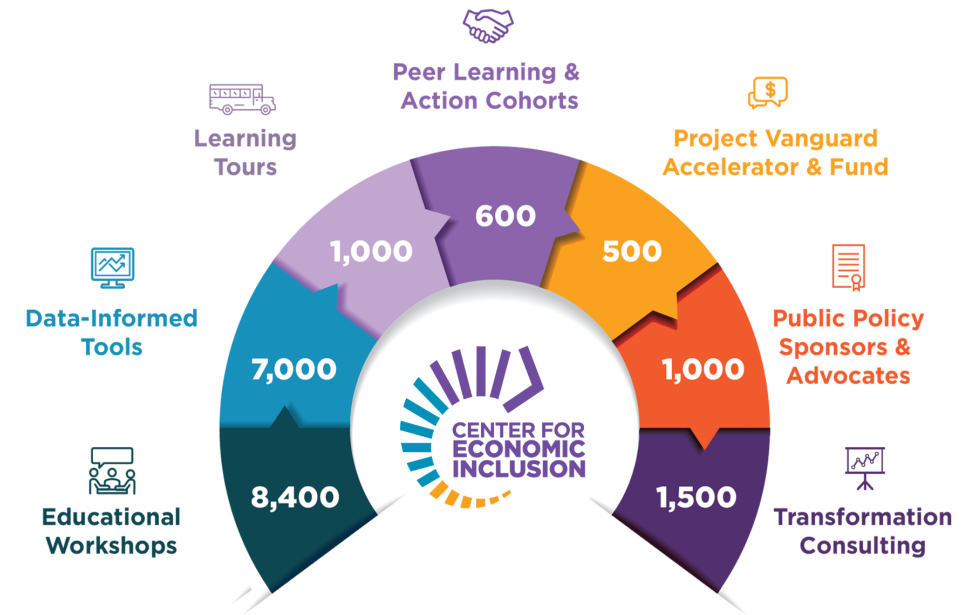 Peer Learning &
Action Cohorts
Learning
Tours
$
Project Vanguard
Accelerator & Fund
600
1,000
500
Data-Informed
Tools
7,000
Public Policy
Sponsors &
Advocates
1,000
CENTER FOR
ECONOMIC
INCLUSION
Educational
Workshops
8,400
1,500
Transformation
Consulting